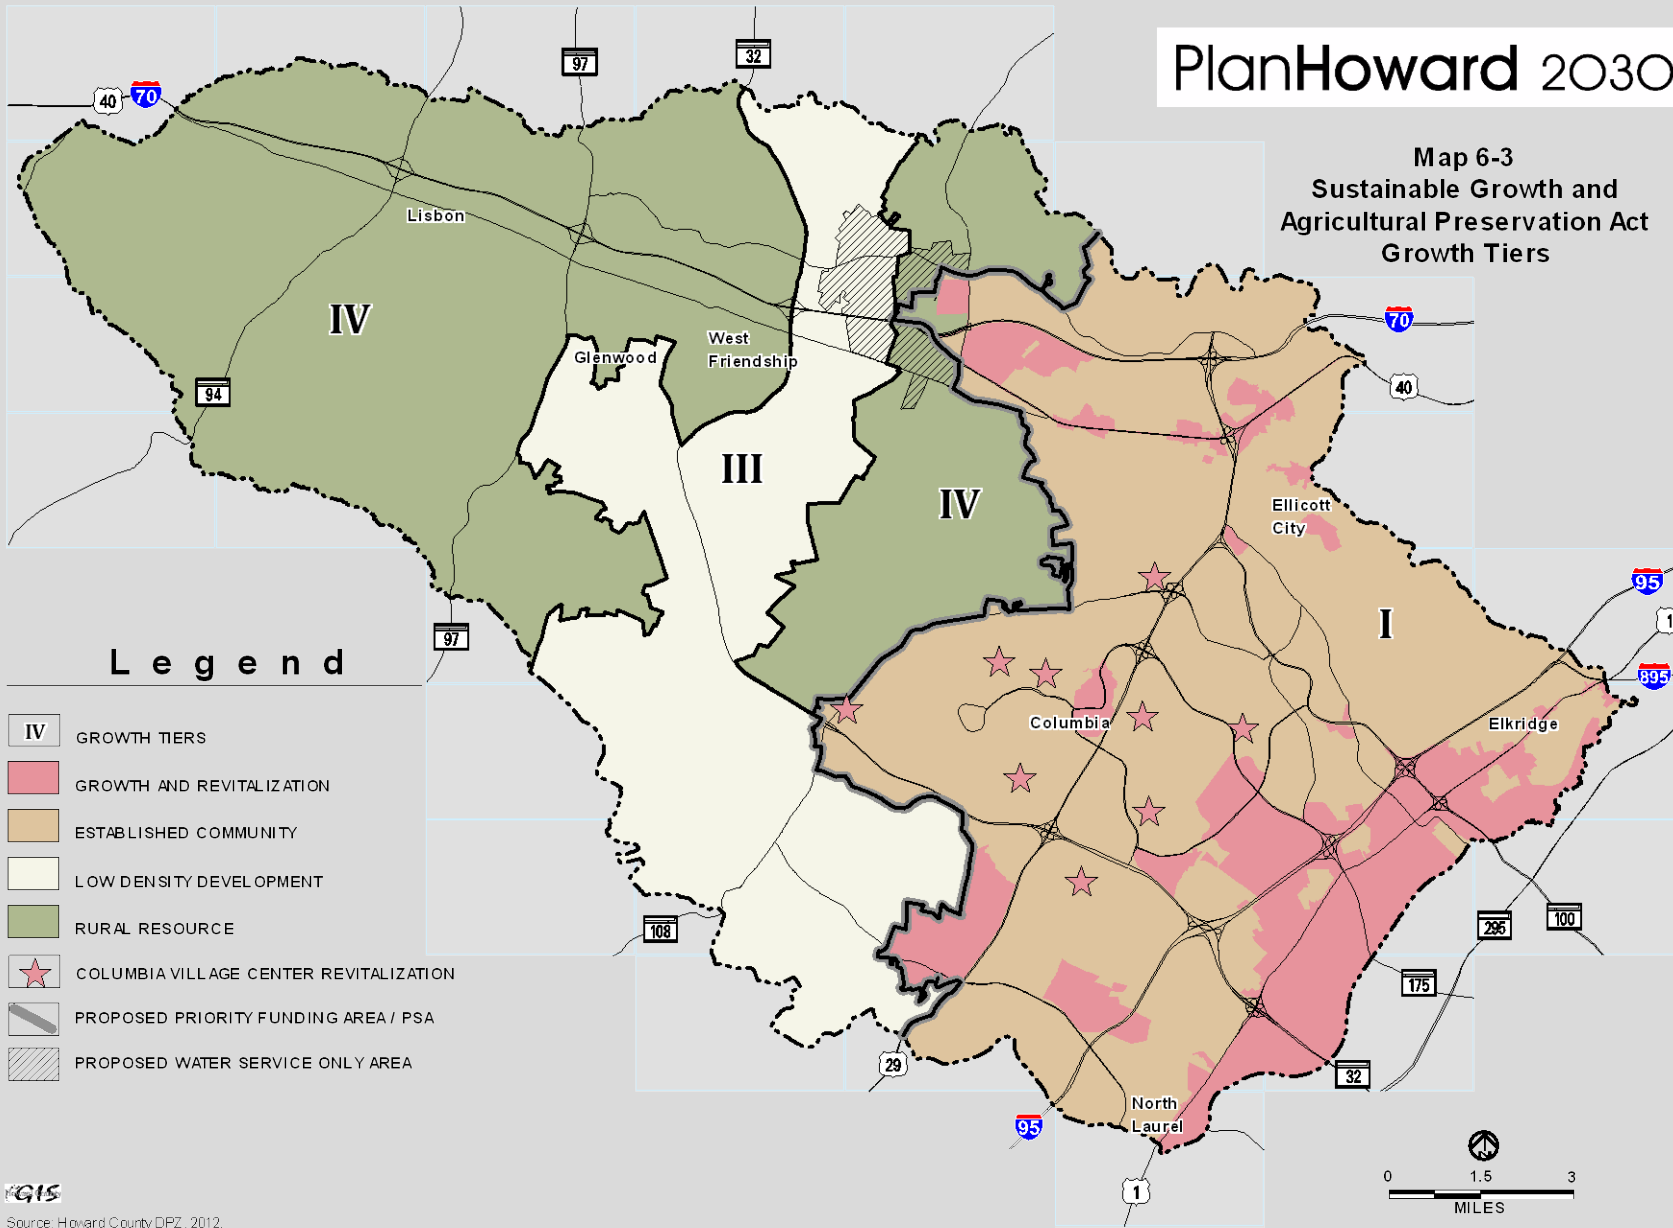 PlanHoward 2030
Map 6-3
Sustainable Growth and
Agricultural Preservation Act
Growth Tiers
40
70
97
32
Lisbon
IV
Glenwood
West
Friendship
94
III
IV
70
40
Ellicott
City
95
1
I
97
895
Columbia
Elkridge
108
295
100
175
29
32
95
North
Laurel
1
Legend
IV GROWTH TIERS
GROWTH AND REVITALIZATION
ESTABLISHED COMMUNITY
LOW DENSITY DEVELOPMENT
RURAL RESOURCE
COLUMBIA VILLAGE CENTER REVITALIZATION
PROPOSED PRIORITY FUNDING AREA / PSA
PROPOSED WATER SERVICE ONLY AREA
N
0 1.5 3
MILES
GIS
Source: Howard County DPZ, 2012.